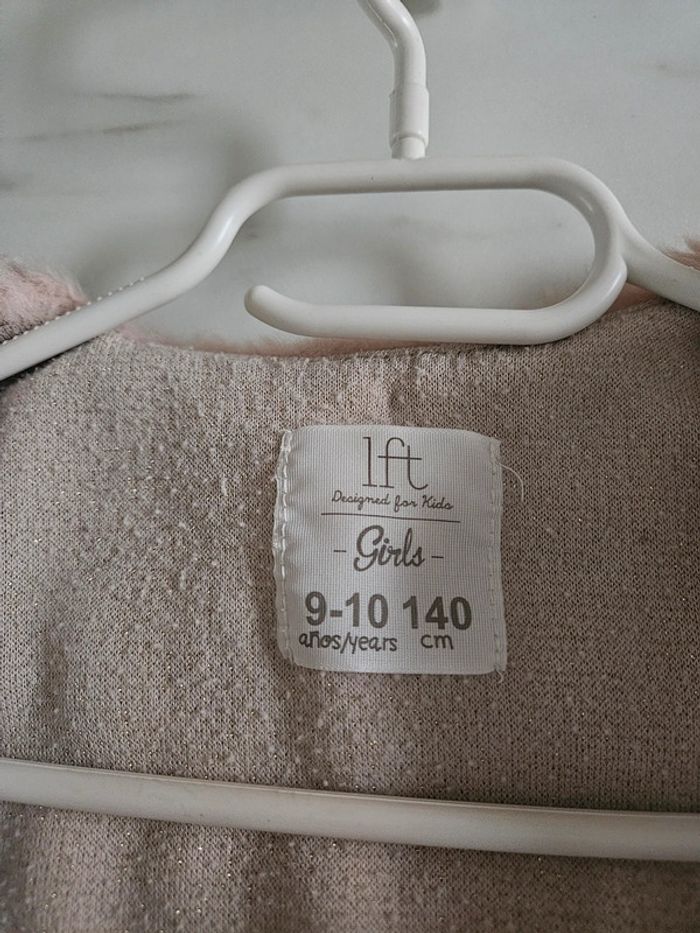 lft
Designed for Kids
- Girls -
9-10 140
años/years cm